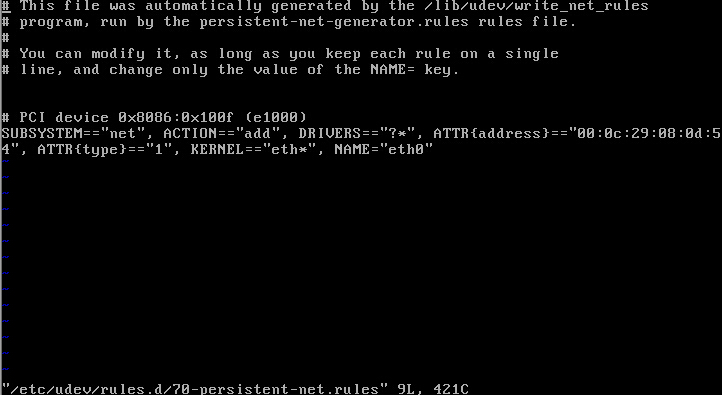 # This file was automatically generated by the /lib/udev/write_net_rules
# program, run by the persistent-net-generator.rules rules file.
#
# You can modify it, as long as you keep each rule on a single
# line, and change only the value of the NAME= key.
# PCI device 0x8086:0x100f (e1000)
SUBSYSTEM=="net", ACTION=="add", DRIVERS=="?*", ATTR{address}=="00:0c:29:08:0d:5
4", ATTR{type}=="1", KERNEL=="eth*", NAME="eth0"
~
~
~
~
~
~
~
~
~
~
~
~
~
~
"/etc/udev/rules.d/70-persistent-net.rules" 9L, 421C